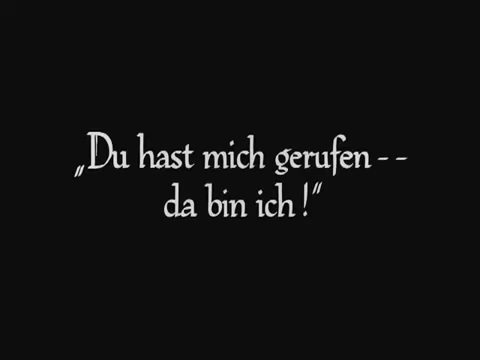 „Du hast mich gerufen - -
da bin ich!“